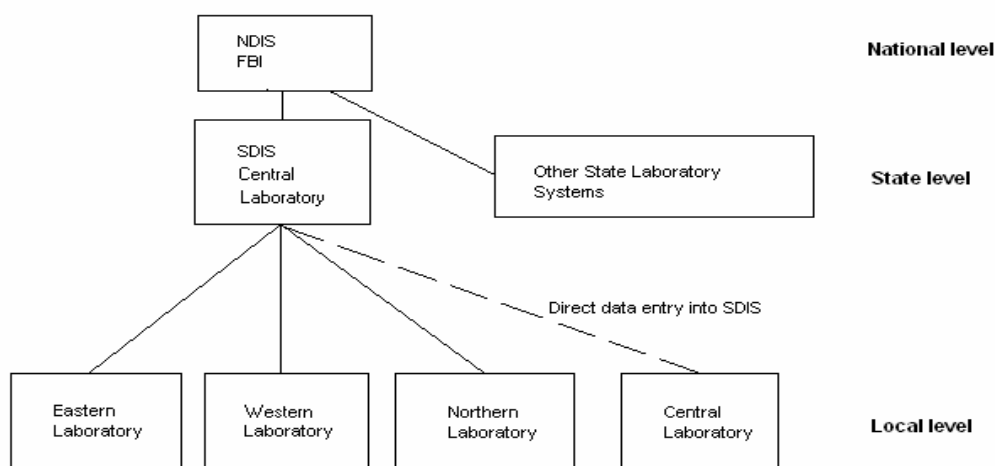 NDIS
FBI
National level
SDIS
Central
Laboratory
Other State Laboratory
Systems
State level
Direct data entry into SDIS
Eastern
Laboratory
Western
Laboratory
Northern
Laboratory
Central
Laboratory
Local level